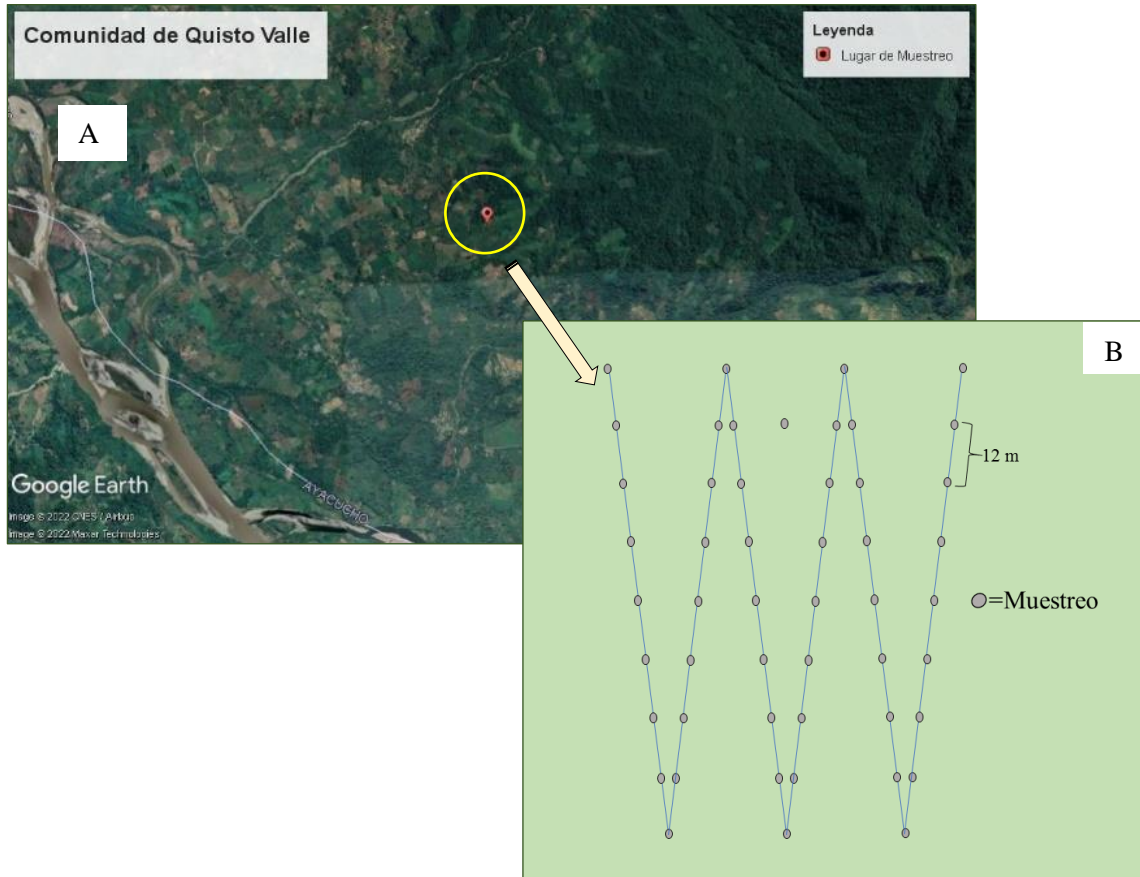 Comunidad de Quisto Valle
Leyenda
Lugar de Muestreo
A
Google Earth
AYACUCHO
Image © 2022 CNES / Airbus
Image © 2022 Maxar Technologies
B
12 m
=Muestreo